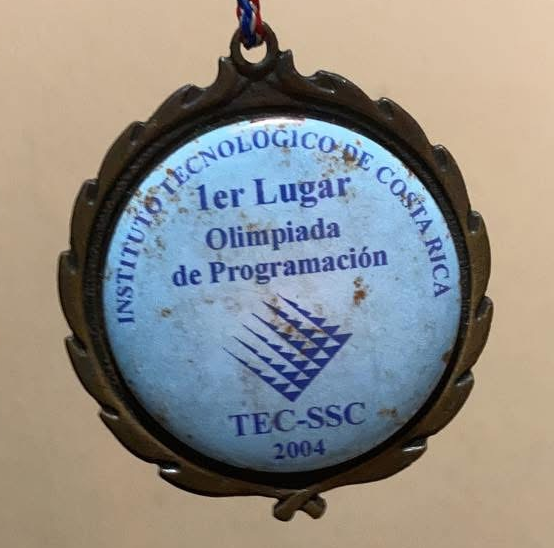 INSTITUTO TECNOLOGICO DE COSTA RICA
1er Lugar
Olimpiada
de Programación
TEC-SSC
2004